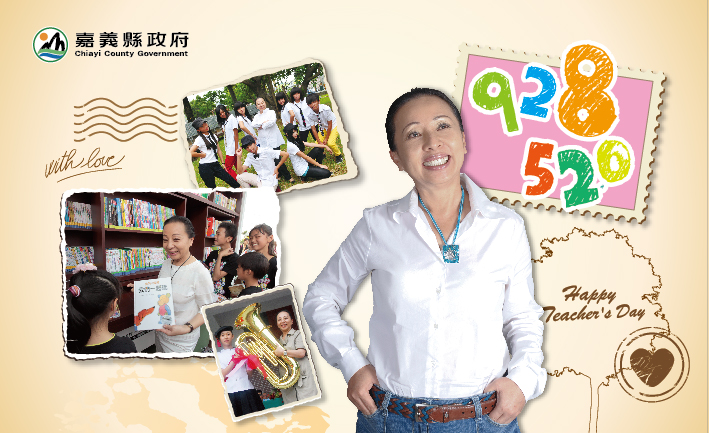 嘉義縣政府
Chiayi County Government
with love
928
520
Happy
Teacher's Day